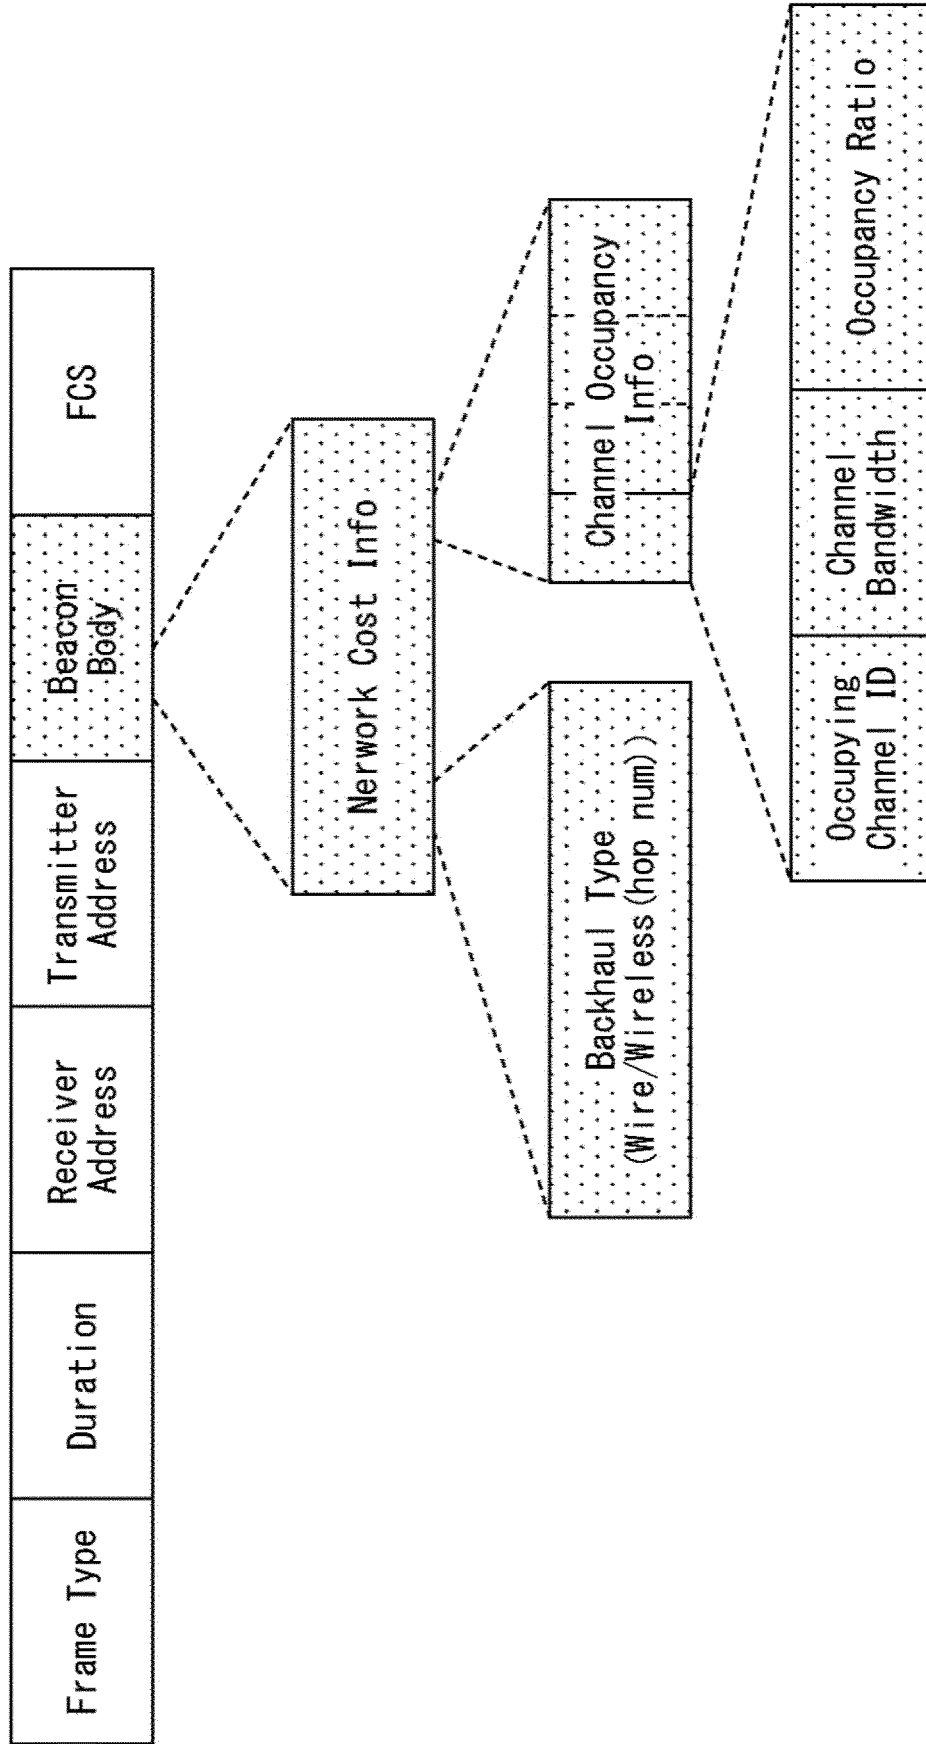 Frame Type
Duration
Receiver
Address
Transmitter
Address
Beacon
Body
FCS
Nerwork Cost Info
Backhaul Type
(Wire/Wireless(hop num))
Channel Occupancy
Info
Occupying
Channel ID
Channel
Bandwidth
Occupancy Ratio